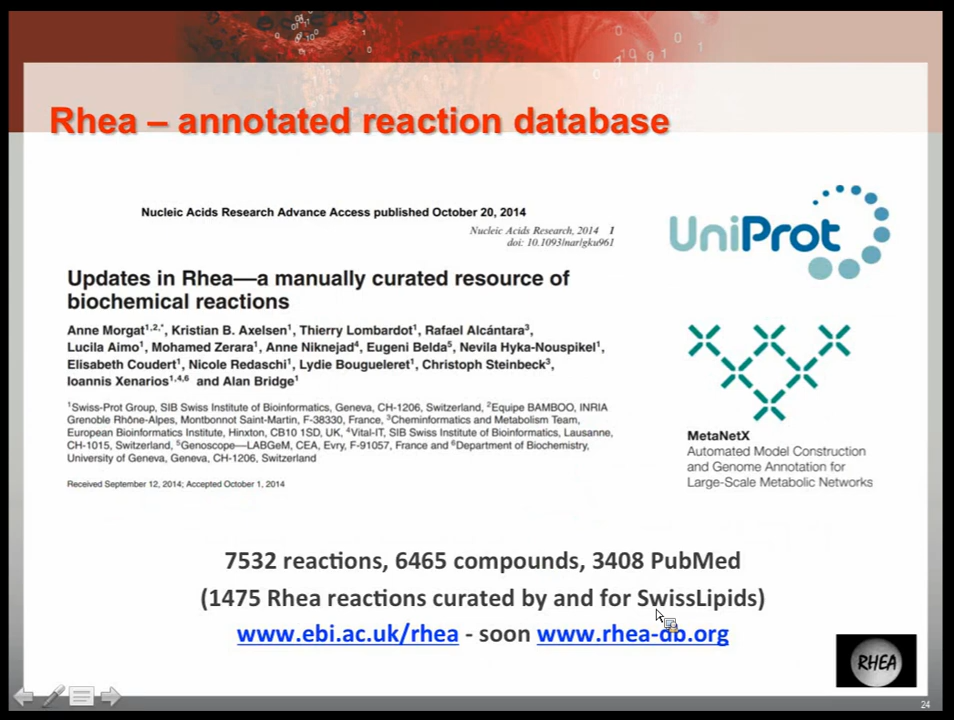 Rhea – annotated reaction database
Nucleic Acids Research Advance Access published October 20, 2014
Nucleic Acids Research, 2014 1
doi: 10.1093/nar/gku961
Updates in Rhea—a manually curated resource of
biochemical reactions
Anne Morgat1,2,*, Kristian B. Axelsen1, Thierry Lombardot1, Rafael Alcántara3,
Lucila Aimo1, Mohamed Zerara1, Anne Niknejad4, Eugeni Belda5, Nevila Hyka-Nouspikel1,
Elisabeth Coudert1, Nicole Redaschi1, Lydie Bougueleret1, Christoph Steinbeck3,
Ioannis Xenarios1,4,6 and Alan Bridge1
1Swiss-Prot Group, SIB Swiss Institute of Bioinformatics, Geneva, CH-1206, Switzerland, 2Equipe BAMBOO, INRIA
Grenoble Rhône-Alpes, Montbonnot Saint-Martin, F-38330, France, 3Cheminformatics and Metabolism Team,
European Bioinformatics Institute, Hinxton, CB10 1SD, UK, 4Vital-IT, SIB Swiss Institute of Bioinformatics, Lausanne,
CH-1015, Switzerland, 5Genoscope—LABGeM, CEA, Evry, F-91057, France and 6Department of Biochemistry,
University of Geneva, Geneva, CH-1206, Switzerland
Received September 12, 2014; Accepted October 1, 2014
UniProt
MetaNetX
Automated Model Construction
and Genome Annotation for
Large-Scale Metabolic Networks
7532 reactions, 6465 compounds, 3408 PubMed
(1475 Rhea reactions curated by and for SwissLipids)
www.ebi.ac.uk/rhea - soon www.rhea-db.org
RHEA
24